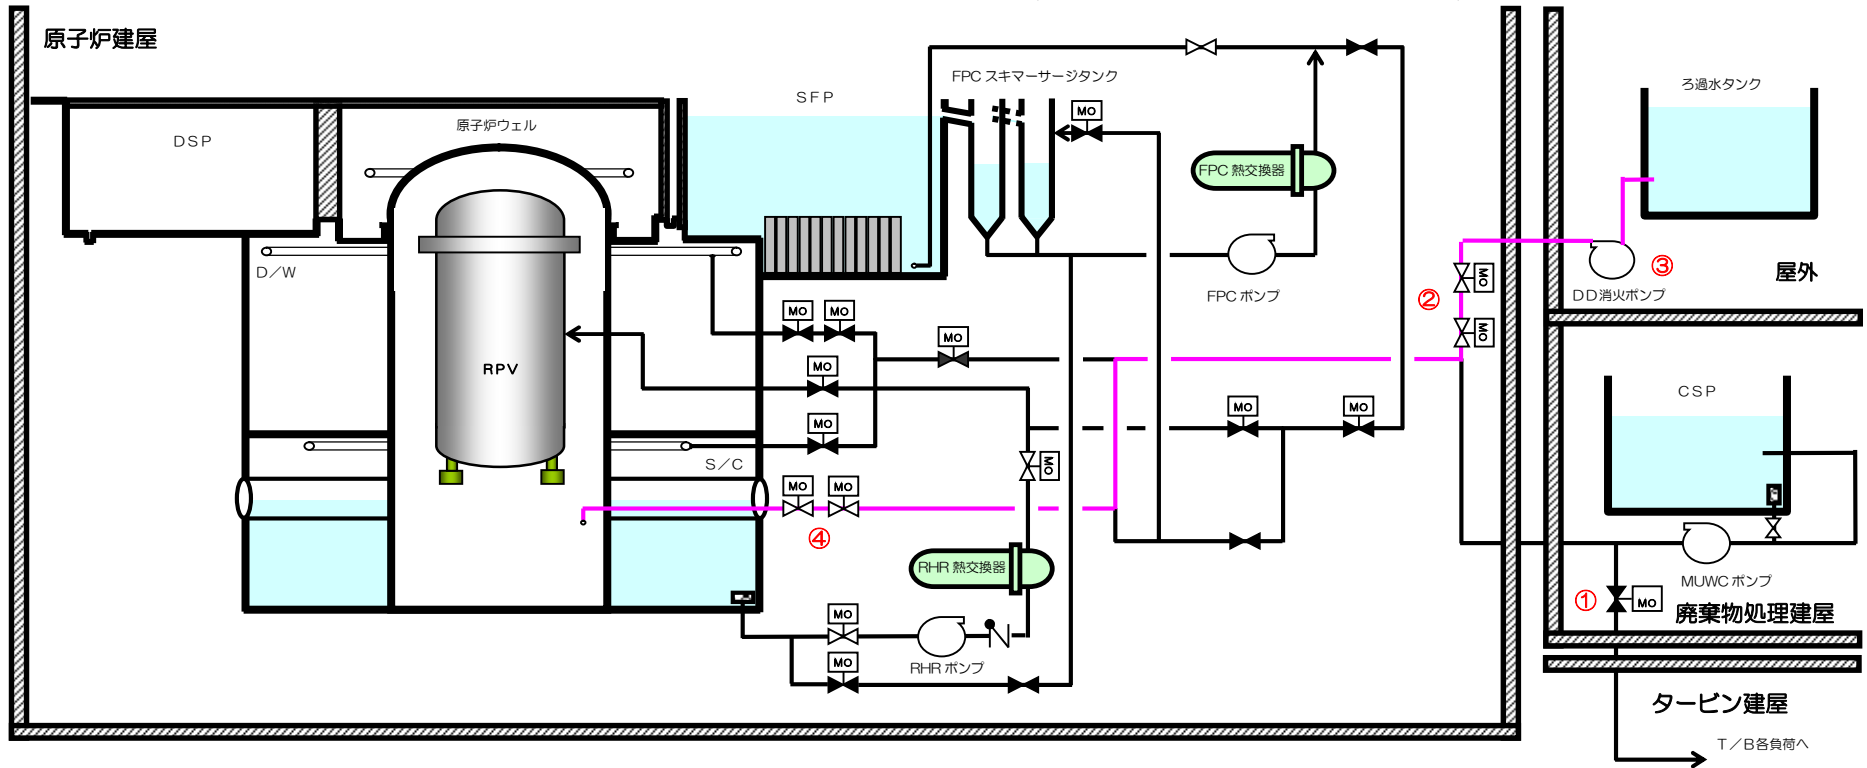 原子炉建屋
FPC スキマーサージタンク
ろ過水タンク
SFP
MO
原子炉ウェル
DSP
FPC 熱交換器
D/W
③
屋外
MO
②
FPC ポンプ
DD消火ポンプ
MO
MO
MO
MO
RPV
MO
CSP
MO
MO
MO
S/C
MO
MO
MO
④
RHR 熱交換器
MUWC ポンプ
①
MO
MO
廃棄物処理建屋
RHR ポンプ
MO
タービン建屋
T/B各負荷へ